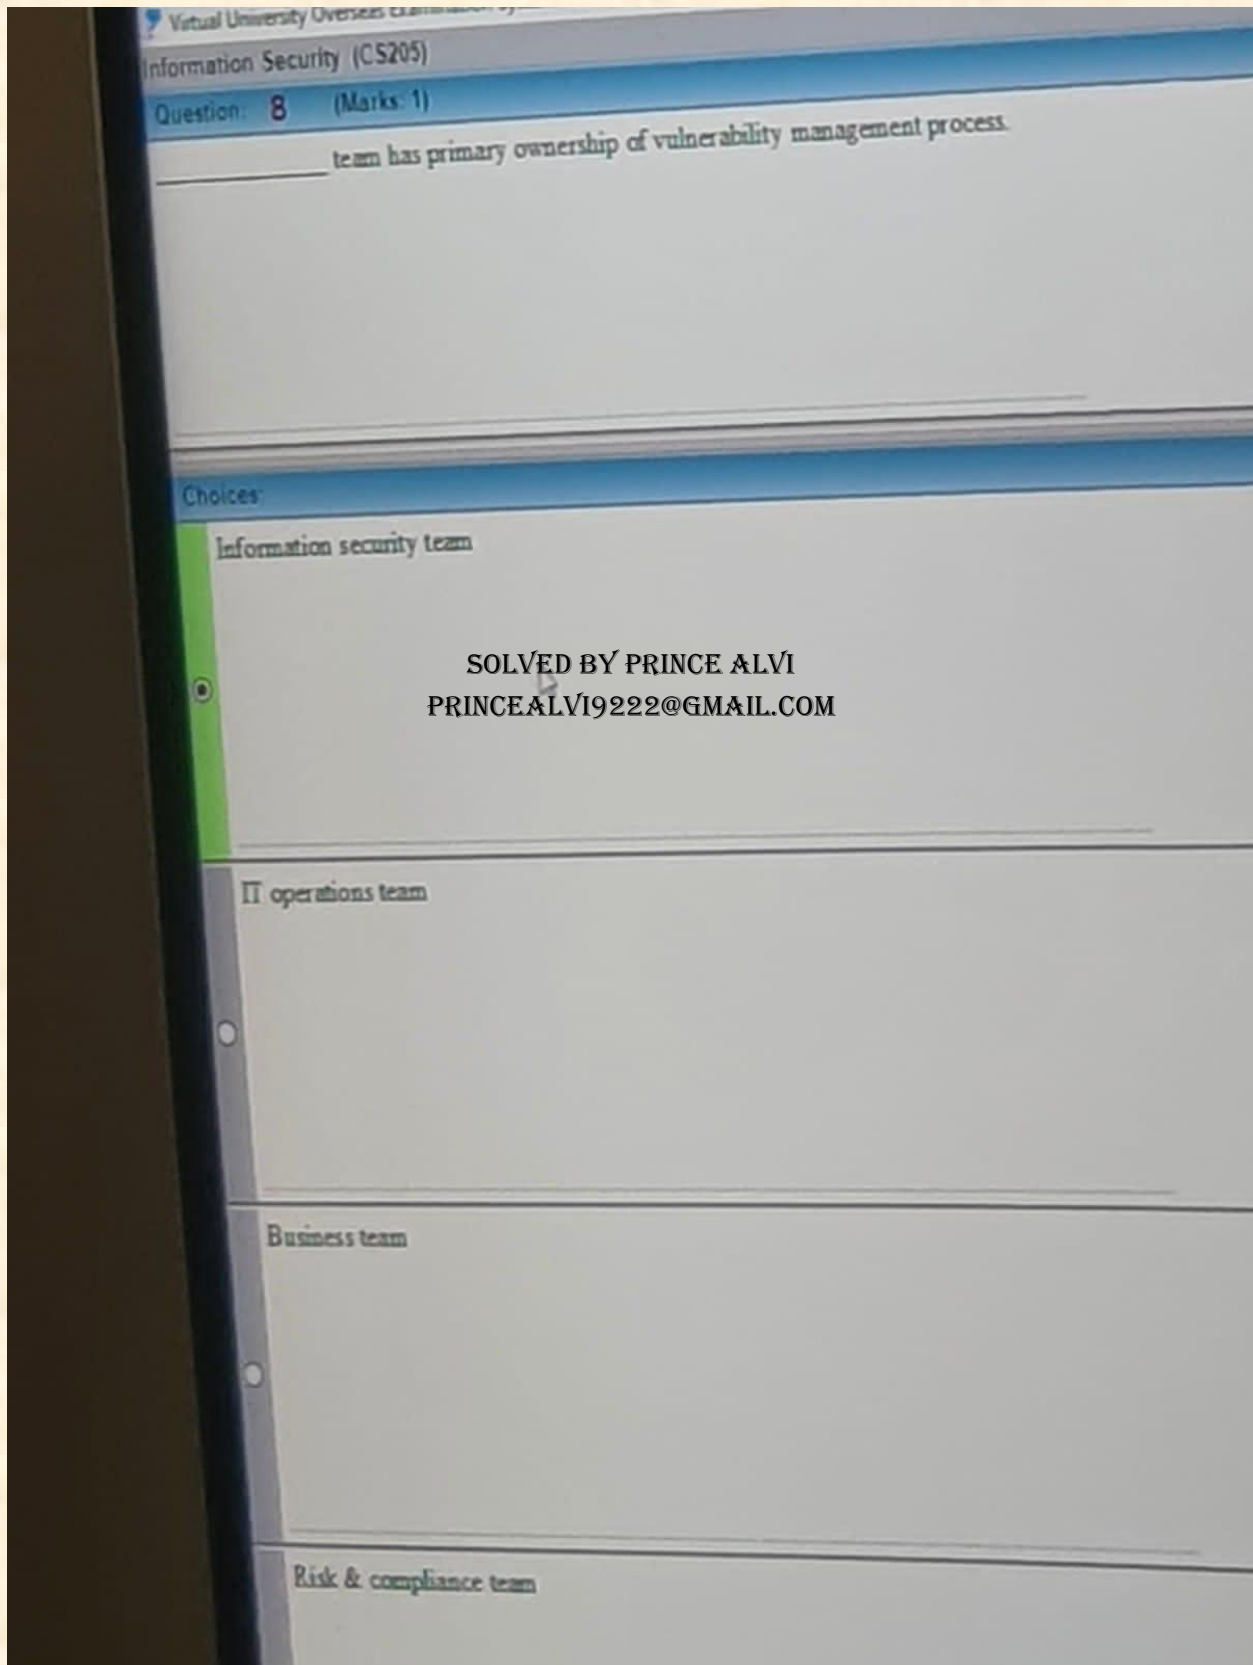 Virtual University Overseas
Information Security (CS205)
Question: 8 (Marks: 1)
__________ team has primary ownership of vulnerability management process.
Choices:
Information security team
SOLVED BY PRINCE ALVI
PRINCEALVI9222@GMAIL.COM
IT operations team
Business team
Risk & compliance team